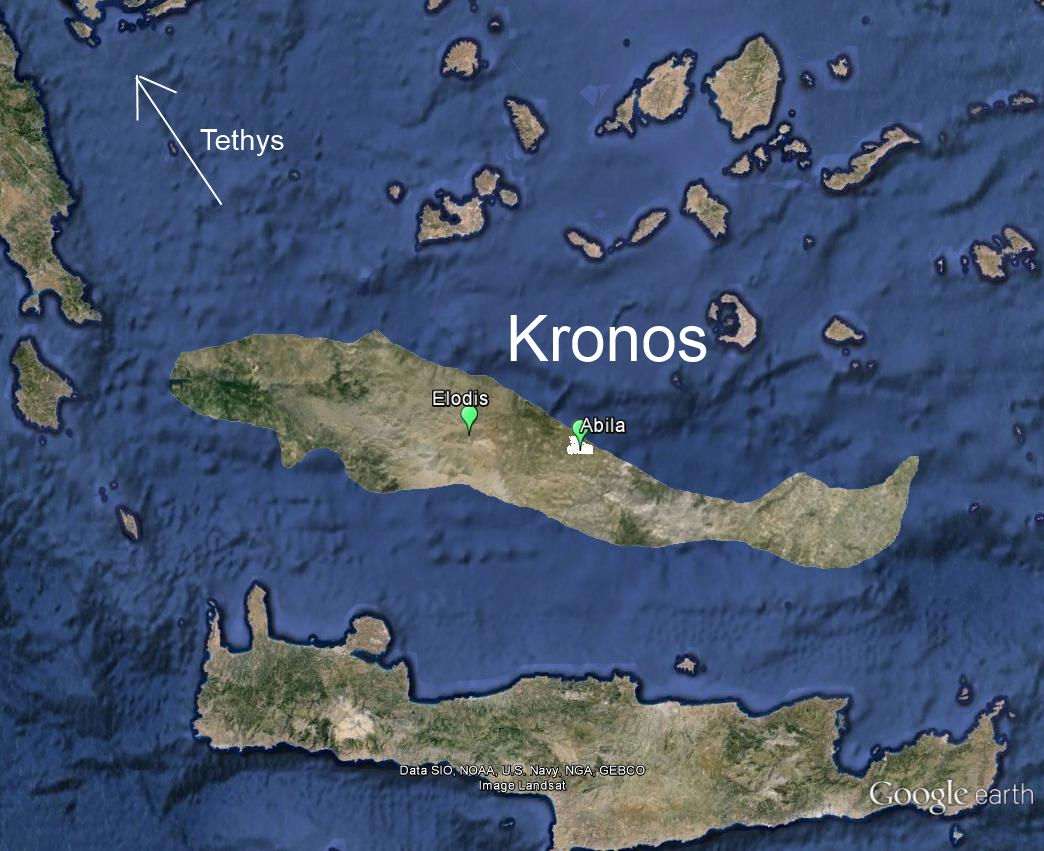 Tethys
Kronos
Elodis
Abila
Data SIO, NOAA, U.S. Navy, NGA, GEBCO
Image Landsat
Google earth